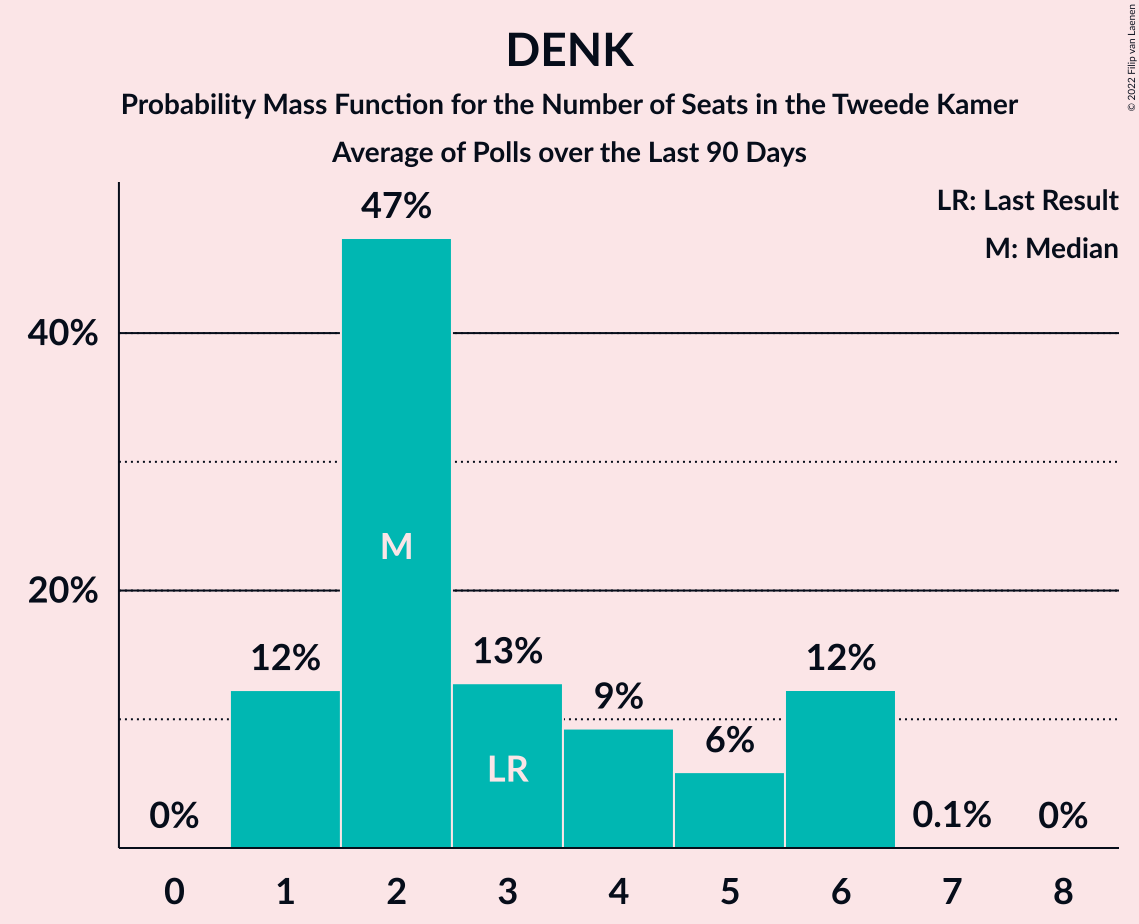 DENK
Probability Mass Function for the Number of Seats in the Tweede Kamer
Average of Polls over the Last 90 Days
© 2022 Filip van Laenen
LR: Last Result
M: Median
40%
20%
0%
12%
47%
13%
9%
6%
12%
0.1%
0%
M
LR
0 1 2 3 4 5 6 7 8